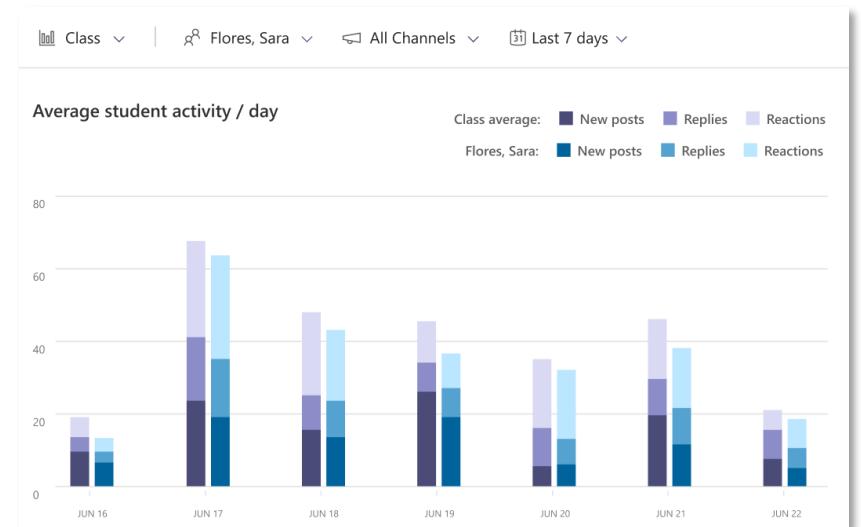 Class Flores, Sara All Channels 31 Last 7 days
Average student activity / day
Class average: New posts Replies Reactions
Flores, Sara: New posts Replies Reactions
80
60
40
20
0
JUN 16 JUN 17 JUN 18 JUN 19 JUN 20 JUN 21 JUN 22